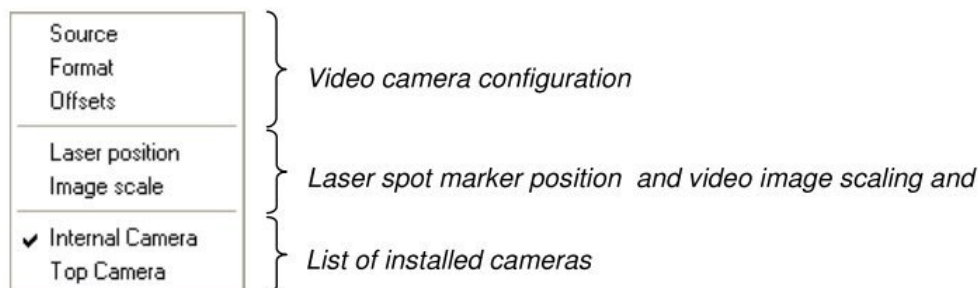 Source
Format
Offsets
Video camera configuration
Laser position
Image scale
Laser spot marker position and video image scaling and
✔ Internal Camera
Top Camera
List of installed cameras